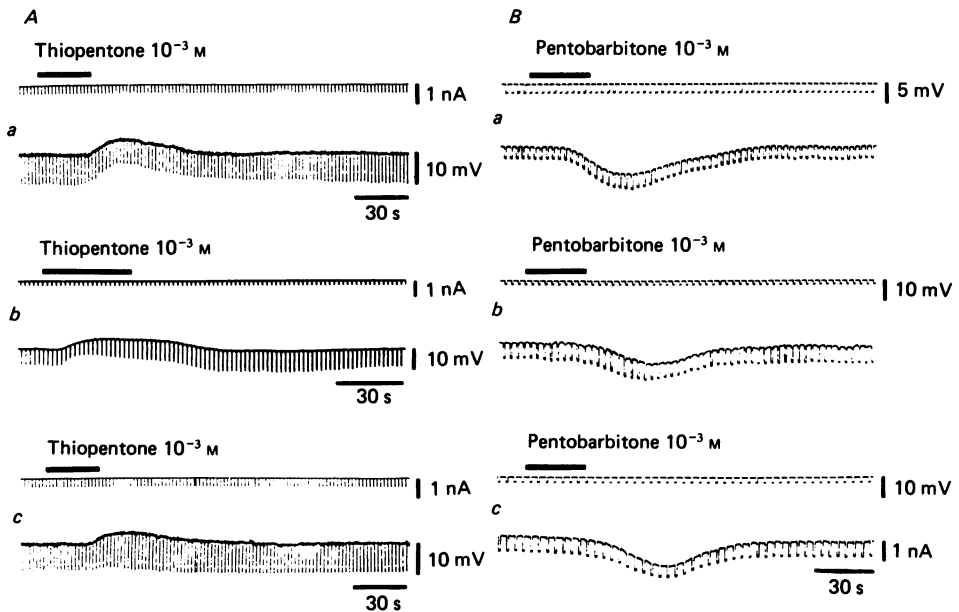 A
Thiopentone 10⁻³ M
1 nA
a
10 mV
30 s
Thiopentone 10⁻³ M
1 nA
b
10 mV
30 s
Thiopentone 10⁻³ M
1 nA
c
10 mV
30 s
B
Pentobarbitone 10⁻³ M
5 mV
a
Pentobarbitone 10⁻³ M
10 mV
b
Pentobarbitone 10⁻³ M
10 mV
c
1 nA
30 s